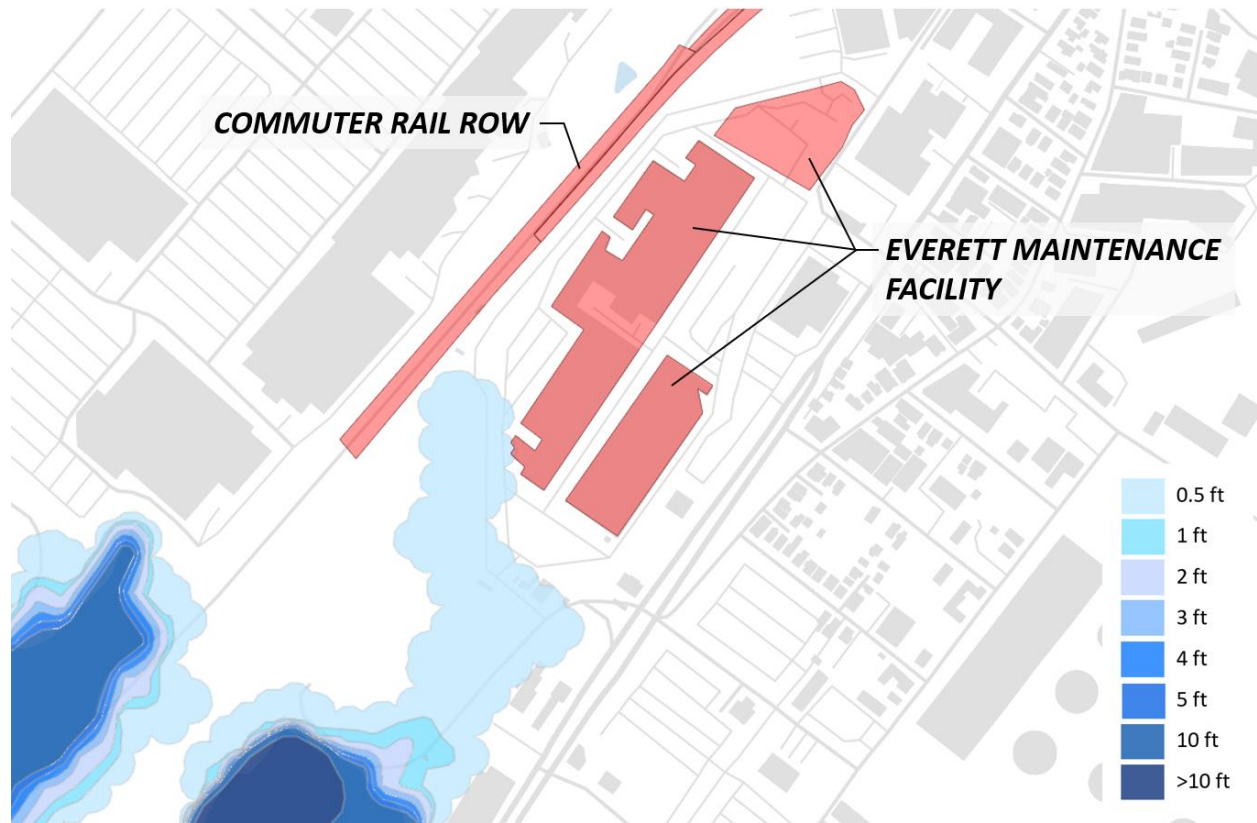 COMMUTER RAIL ROW
EVERETT MAINTENANCE
FACILITY
0.5 ft
1 ft
2 ft
3 ft
4 ft
5 ft
10 ft
>10 ft